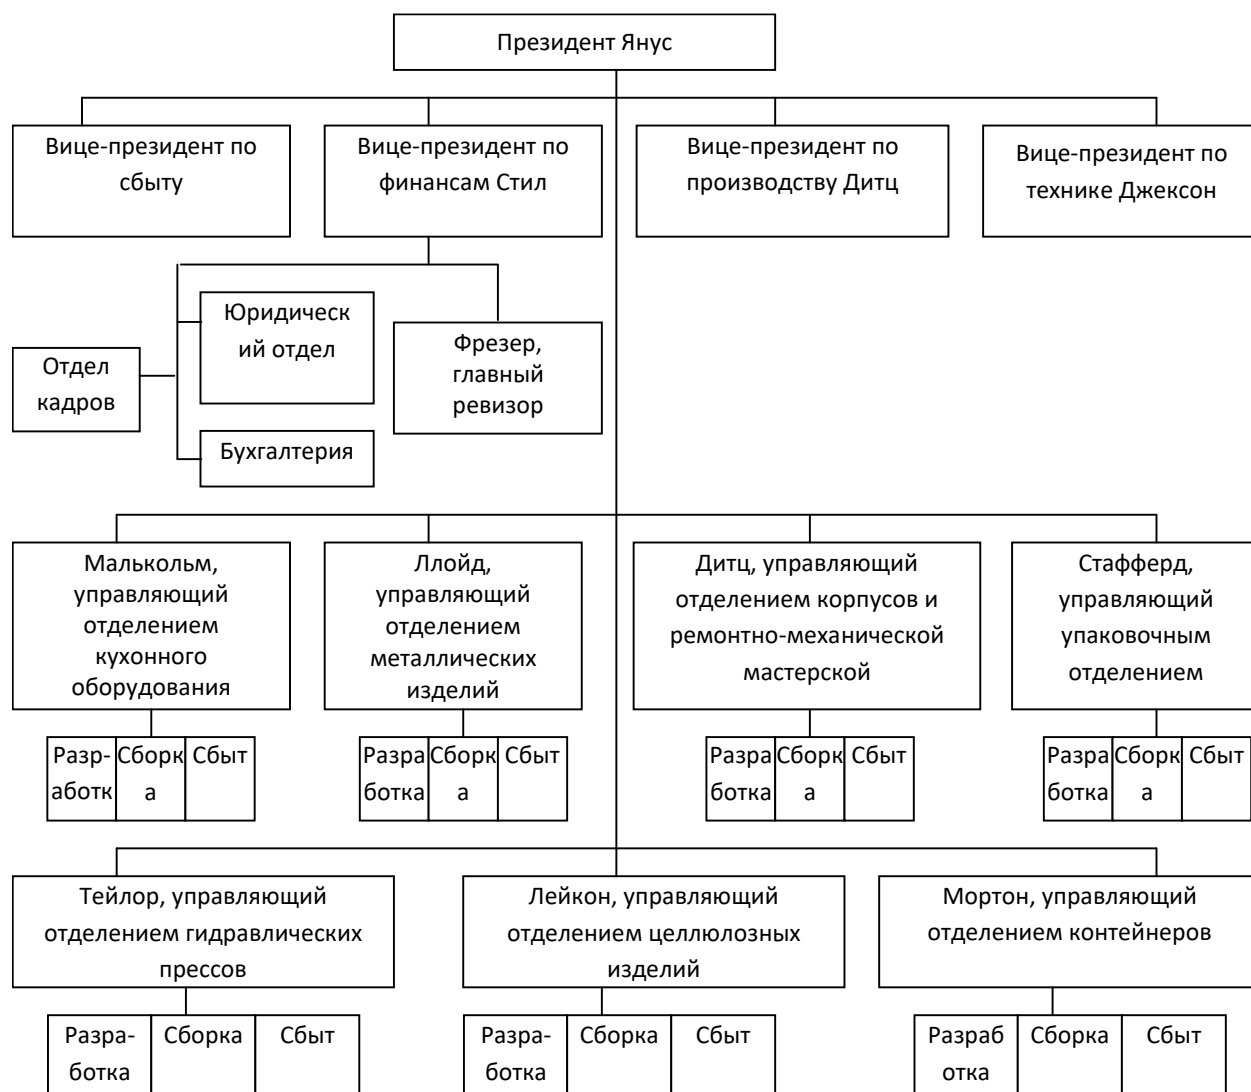 Президент Янус
Вице-президент по
сбыту
Вице-президент по
финансам Стил
Вице-президент по
производству Дитц
Вице-президент по
технике Джексон
Юридическ
ий отдел
Отдел
кадров
Бухгалтерия
Фрезер,
главный
ревизор
Малькольм,
управляющий
отделением
кухонного
оборудования
Ллойд,
управляющий
отделением
металлических
изделий
Дитц, управляющий
отделением корпусов и
ремонтно-механической
мастерской
Стафферд,
управляющий
упаковочным
отделением
Разр-
аботк
Сборк
а
Сбыт
Разра
ботка
Сборк
а
Сбыт
Разра
ботка
Сборк
а
Сбыт
Разра
ботка
Сборк
а
Сбыт
Тейлор, управляющий
отделением гидравлических
прессов
Лейкон, управляющий
отделением целлюлозных
изделий
Мортон, управляющий
отделением контейнеров
Разра-
ботка
Сборка
Сбыт
Разра-
ботка
Сборка
Сбыт
Разраб
отка
Сборка
Сбыт